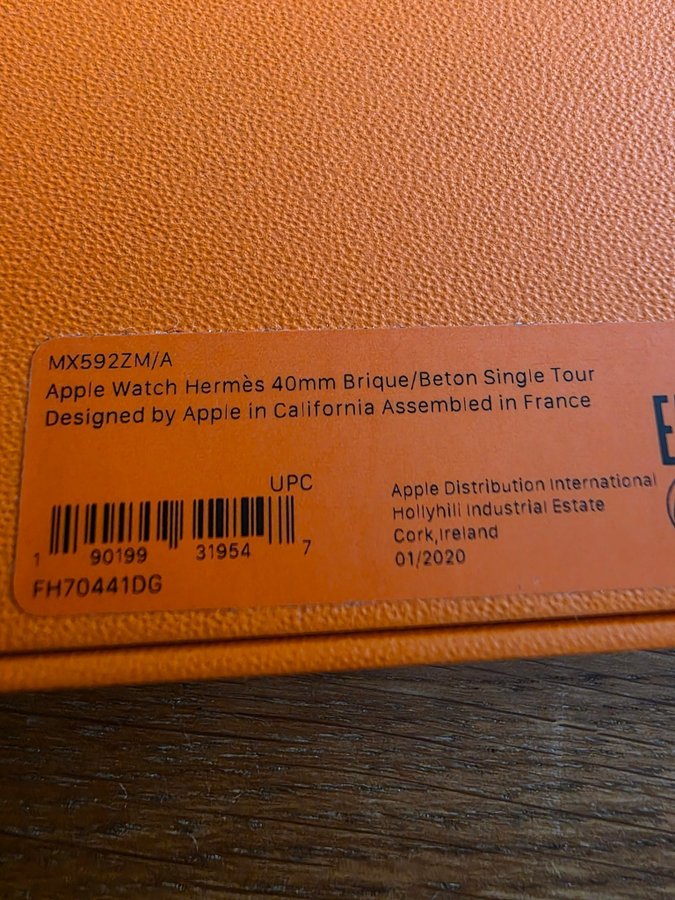 MX592ZM/A
Apple Watch Hermès 40mm Brique/Beton Single Tour
Designed by Apple in California Assembled in France
UPC
1 90199 31954 7
FH70441DG
Apple Distribution International
Hollyhill Industrial Estate
Cork,Ireland
01/2020